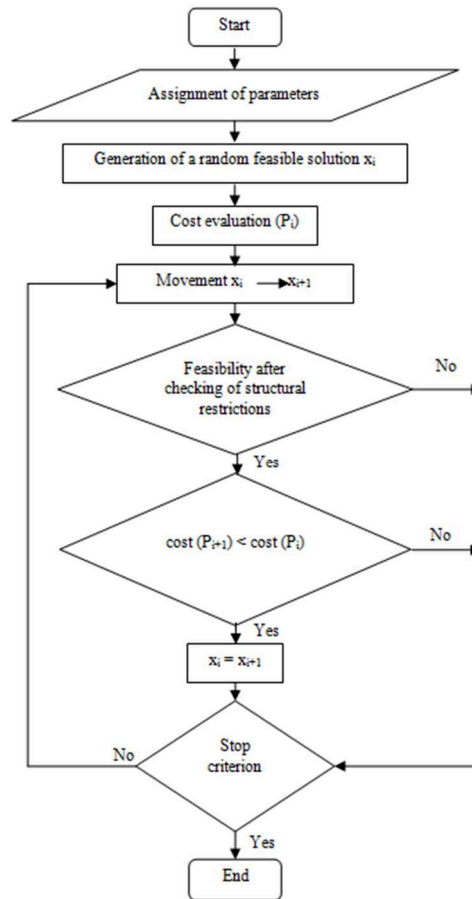 Start
Assignment of parameters
Generation of a random feasible solution xᵢ
Cost evaluation (Pᵢ)
Movement xᵢ → xᵢ₊₁
Feasibility after
checking of structural
restrictions
No
Yes
cost (Pᵢ₊₁) < cost (Pᵢ)
No
Yes
xᵢ = xᵢ₊₁
Stop
criterion
No
Yes
End